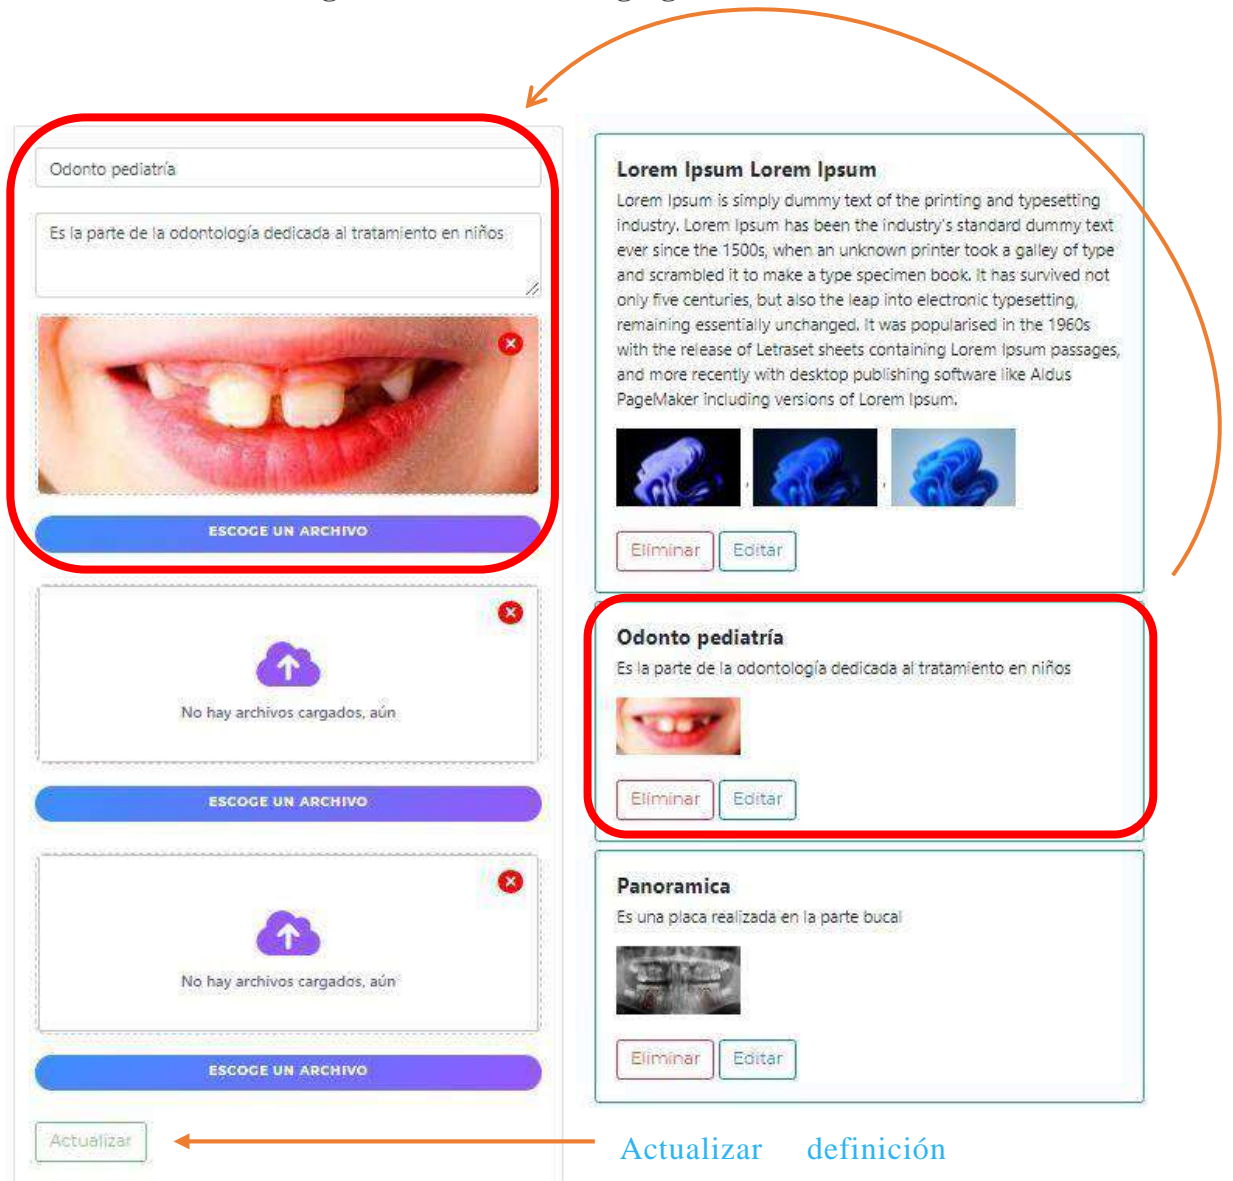 Odonto pediatría
Es la parte de la odontología dedicada al tratamiento en niños
ESCOGE UN ARCHIVO
No hay archivos cargados, aún
ESCOGE UN ARCHIVO
No hay archivos cargados, aún
ESCOGE UN ARCHIVO
Actualizar
Lorem Ipsum Lorem Ipsum
Lorem Ipsum is simply dummy text of the printing and typesetting
industry. Lorem Ipsum has been the industry's standard dummy text
ever since the 1500s, when an unknown printer took a galley of type
and scrambled it to make a type specimen book. It has survived not
only five centuries, but also the leap into electronic typesetting,
remaining essentially unchanged. It was popularised in the 1960s
with the release of Letraset sheets containing Lorem Ipsum passages,
and more recently with desktop publishing software like Aldus
PageMaker including versions of Lorem Ipsum.
, ,
Eliminar Editar
Odonto pediatría
Es la parte de la odontología dedicada al tratamiento en niños
Eliminar Editar
Panoramica
Es una placa realizada en la parte bucal
Eliminar Editar
Actualizar definición